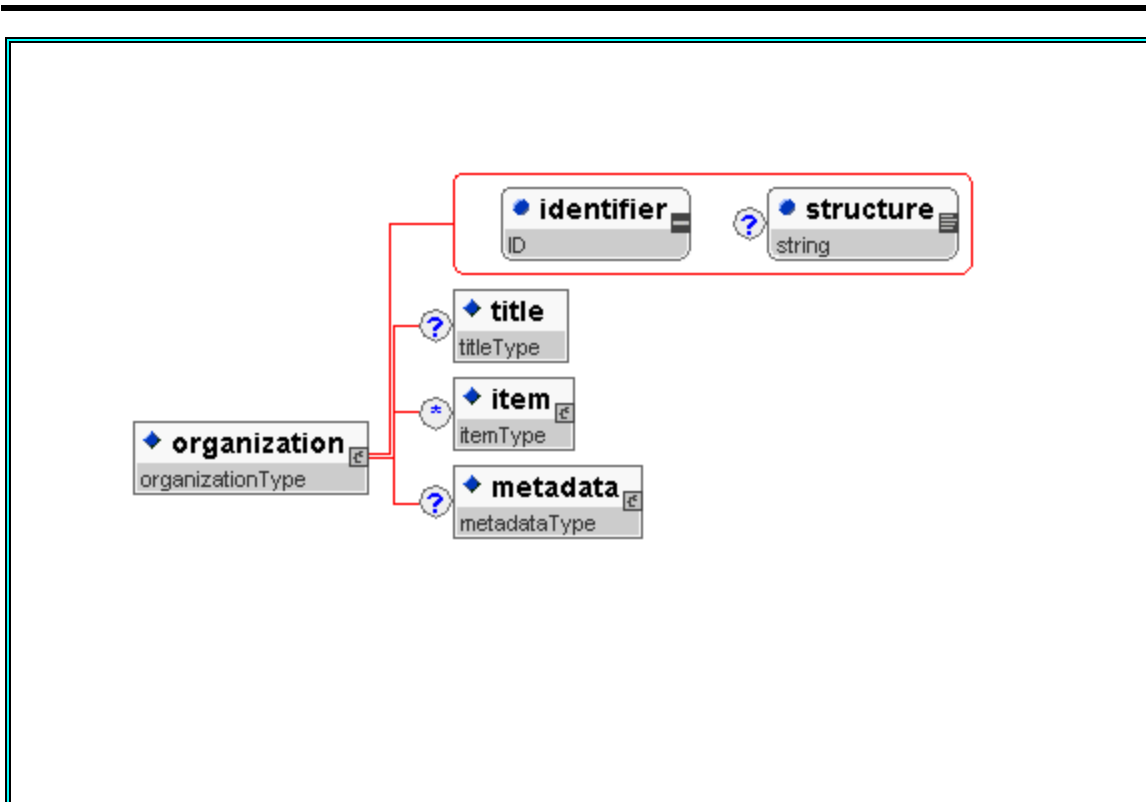 identifier
ID
? structure
string
? title
titleType
* item
itemType
organization
organizationType
? metadata
metadataType